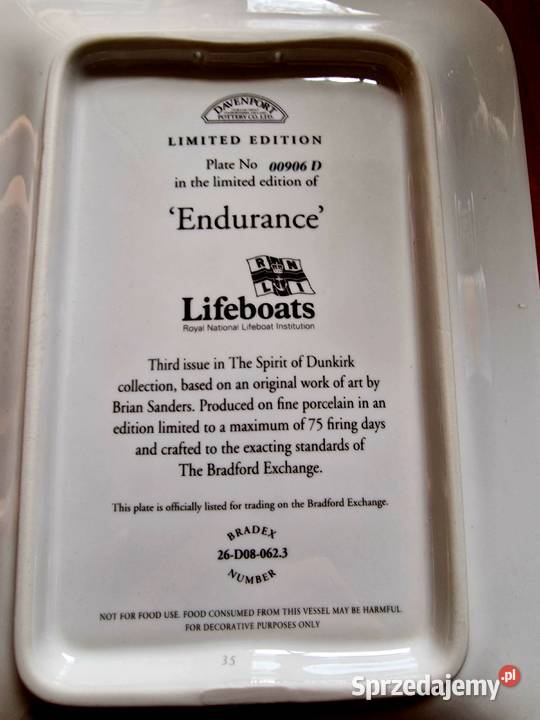 DAVENPORT
POTTERY CO. LTD.
LIMITED EDITION
Plate No 00906 D
in the limited edition of
‘Endurance’
R N
L I
Lifeboats
Royal National Lifeboat Institution
Third issue in The Spirit of Dunkirk
collection, based on an original work of art by
Brian Sanders. Produced on fine porcelain in an
edition limited to a maximum of 75 firing days
and crafted to the exacting standards of
The Bradford Exchange.
This plate is officially listed for trading on the Bradford Exchange.
BRADEX
26-D08-062.3
NUMBER
NOT FOR FOOD USE. FOOD CONSUMED FROM THIS VESSEL MAY BE HARMFUL.
FOR DECORATIVE PURPOSES ONLY
35
Sprzedajemy.pl